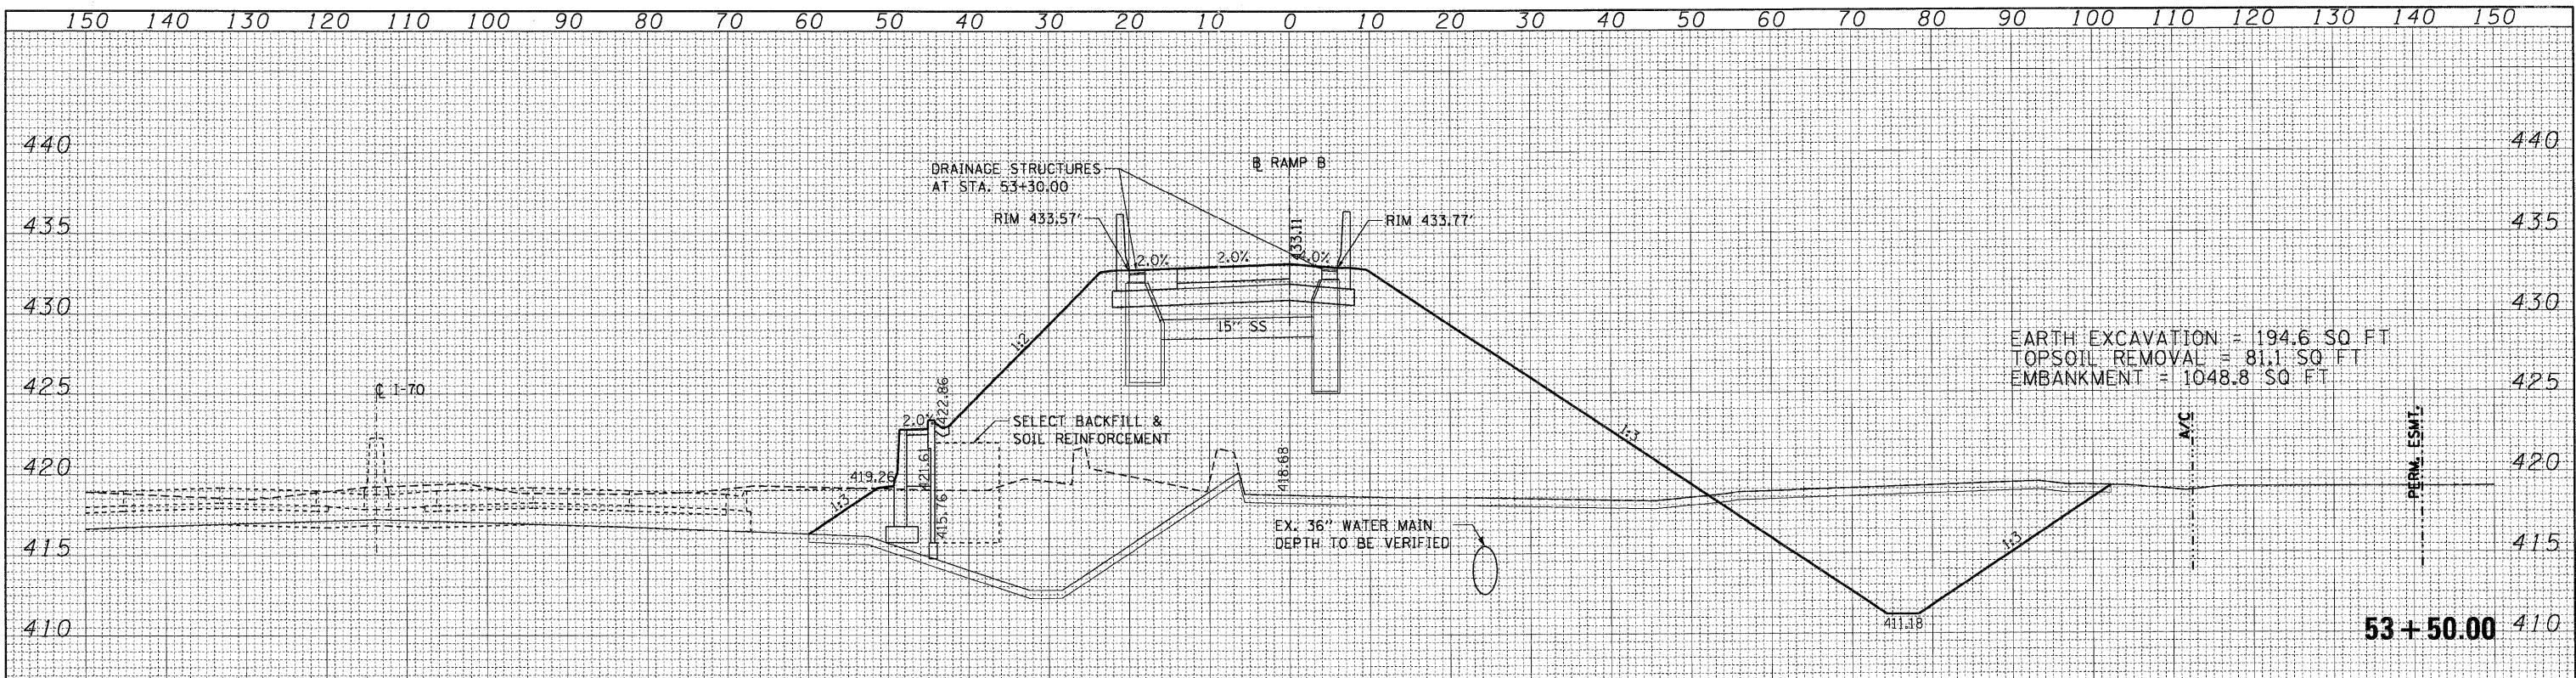 150 140 130 120 110 100 90 80 70 60 50 40 30 20 10 0 10 20 30 40 50 60 70 80 90 100 110 120 130 140 150
440 440
℄ RAMP B
DRAINAGE STRUCTURES
AT STA. 53+30.00
RIM 433.57' RIM 433.77'
433.11
435 435
2.0% 2.0% 4.0%
430 430
15" SS
1:2
EARTH EXCAVATION = 194.6 SQ FT
TOPSOIL REMOVAL = 81.1 SQ FT
EMBANKMENT = 1048.8 SQ FT
425 425
℄ I-70
422.86
2.0%
SELECT BACKFILL &
SOIL REINFORCEMENT
1:3
A/C
PERM. ESMT.
420 420
419.26
421.61
418.68
1:3
415.76
EX. 36" WATER MAIN
DEPTH TO BE VERIFIED
1:3
415 415
411.18
410 410
53+50.00